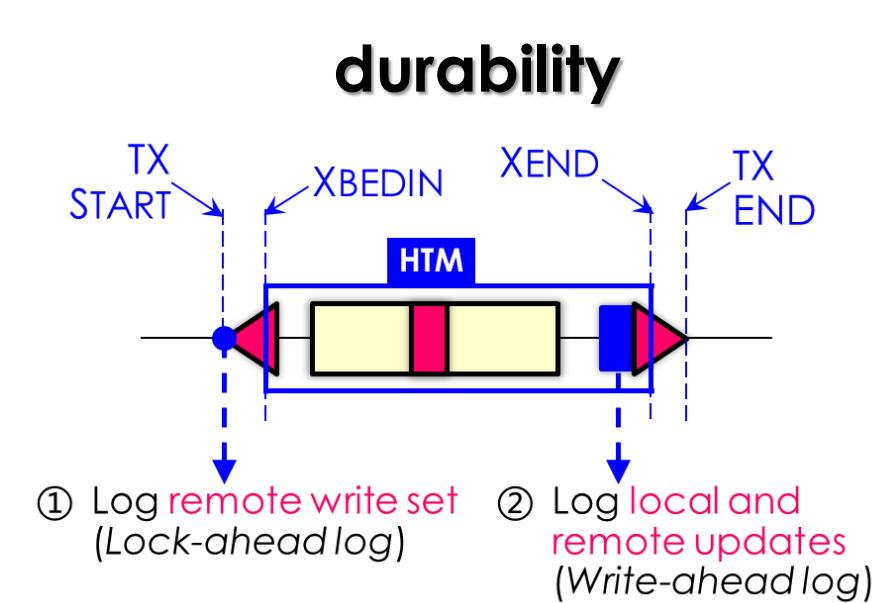 durability
TX
START
XBEDIN
XEND
TX
END
HTM
① Log remote write set
(Lock-ahead log)
② Log local and
remote updates
(Write-ahead log)